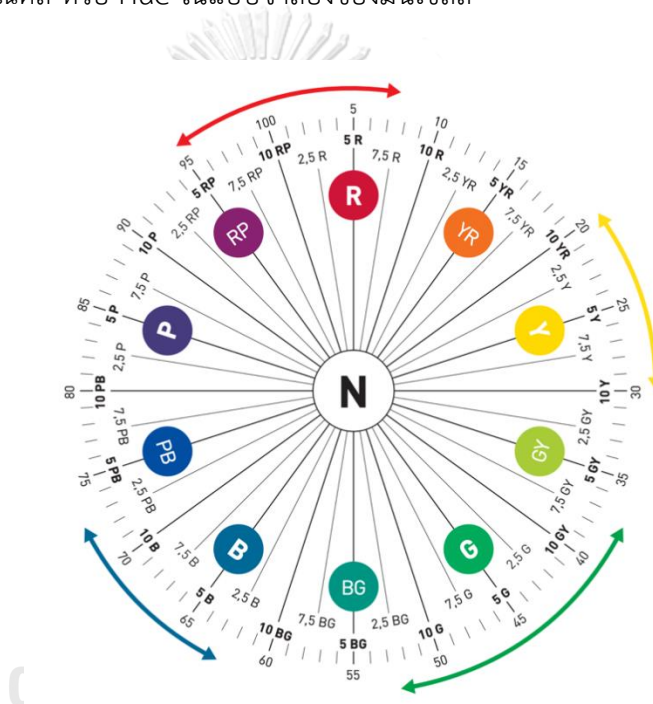 5
5 R
7,5 R
R
10
10 R
2,5 YR
15
5 YR
YR
7,5 YR
20
10 YR
2,5 Y
25
5 Y
Y
7,5 Y
30
10 Y
2,5 GY
35
5 GY
GY
7,5 GY
40
10 GY
2,5 G
45
5 G
G
7,5 G
50
10 G
2,5 BG
55
5 BG
BG
7,5 BG
60
10 BG
2,5 B
65
5 B
B
7,5 B
70
10 B
2,5 PB
75
5 PB
PB
7,5 PB
80
10 PB
2,5 P
85
5 P
P
7,5 P
90
10 P
2,5 RP
95
5 RP
RP
7,5 RP
100
10 RP
2,5 R
N